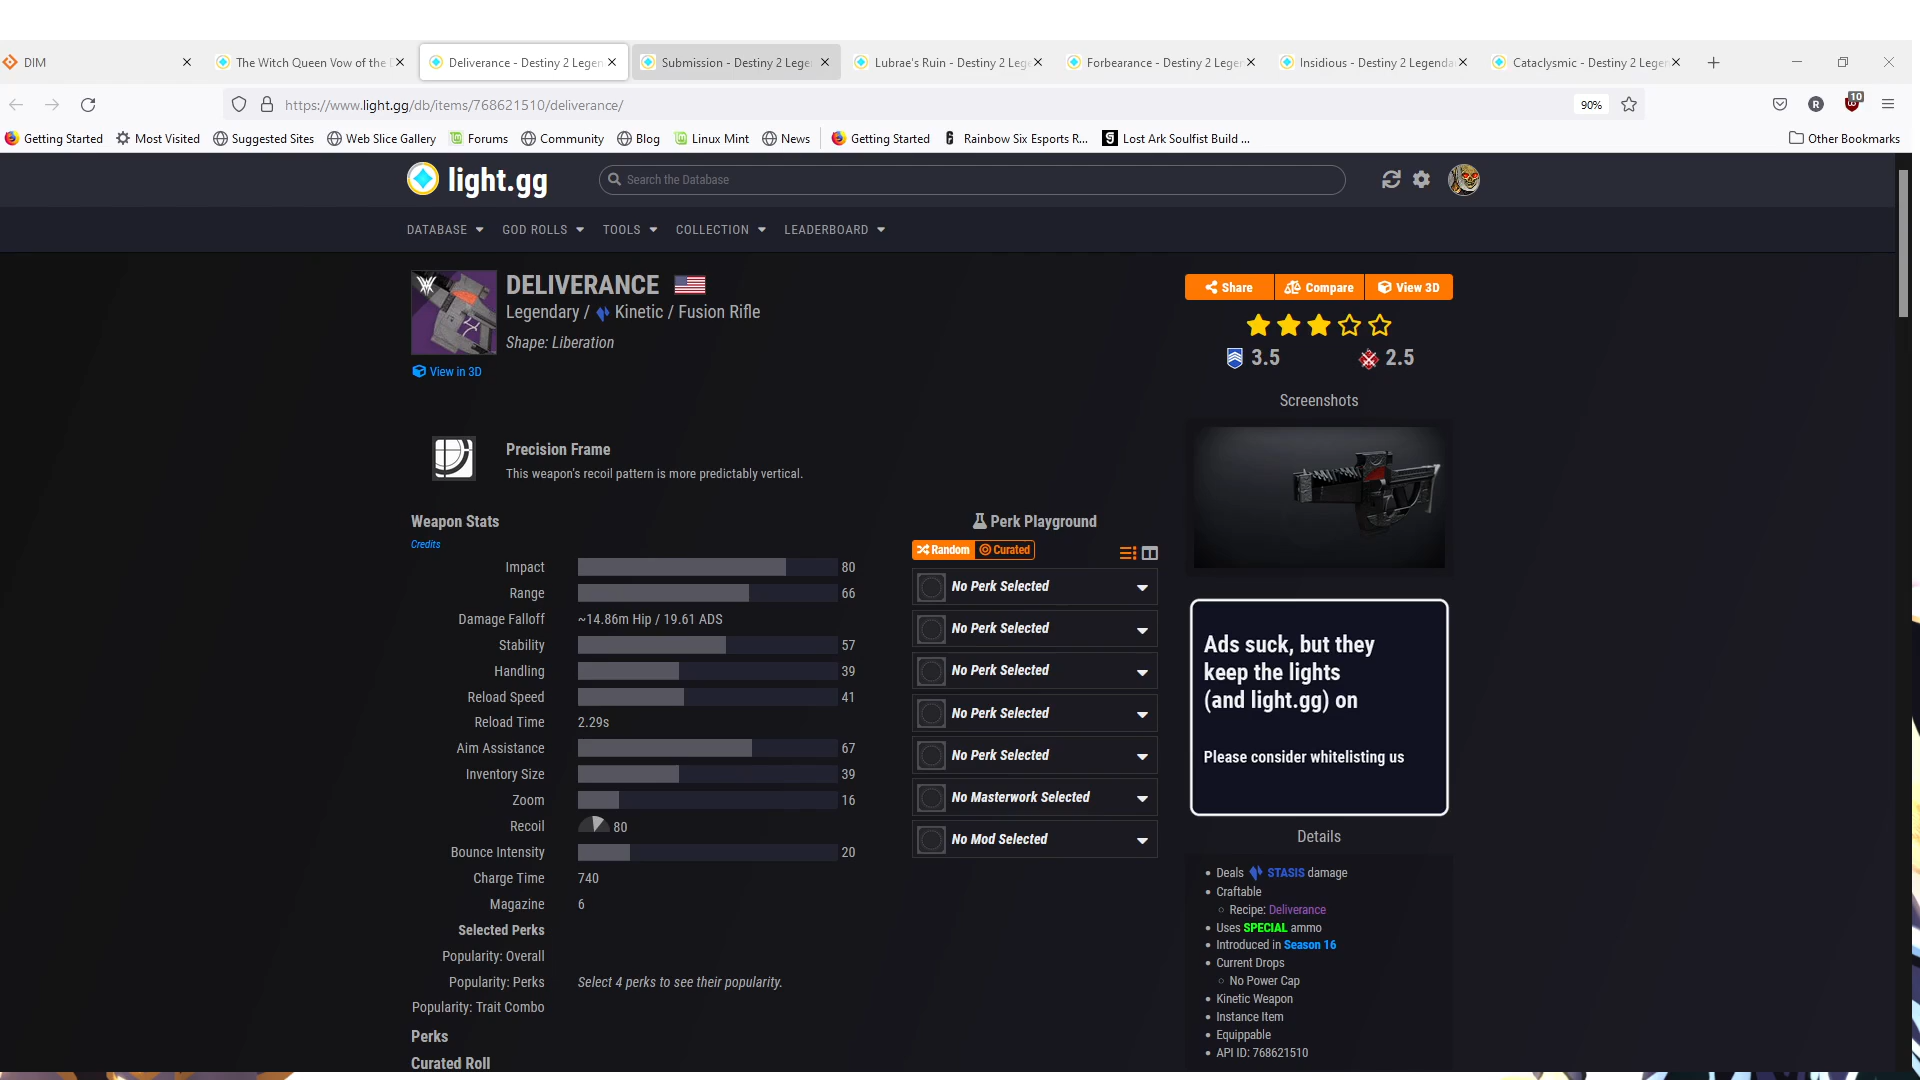 DIM
The Witch Queen Vow of the
Deliverance - Destiny 2 Legen
Submission - Destiny 2 Lege
Lubrae's Ruin - Destiny 2 Leg
Forbearance - Destiny 2 Legen
Insidious - Destiny 2 Legenda
Cataclysmic - Destiny 2 Legen
https://www.light.gg/db/items/768621510/deliverance/
90%
R
10
Getting Started
Most Visited
Suggested Sites
Web Slice Gallery
Forums
Community
Blog
Linux Mint
News
Getting Started
Rainbow Six Esports R...
Lost Ark Soulfist Build ...
Other Bookmarks
light.gg
Search the Database
DATABASE
GOD ROLLS
TOOLS
COLLECTION
LEADERBOARD
DELIVERANCE
Legendary / Kinetic / Fusion Rifle
Shape: Liberation
View in 3D
Share
Compare
View 3D
3.5
2.5
Screenshots
Precision Frame
This weapon's recoil pattern is more predictably vertical.
Weapon Stats
Credits
Impact 80
Range 66
Damage Falloff ~14.86m Hip / 19.61 ADS
Stability 57
Handling 39
Reload Speed 41
Reload Time 2.29s
Aim Assistance 67
Inventory Size 39
Zoom 16
Recoil 80
Bounce Intensity 20
Charge Time 740
Magazine 6
Selected Perks
Popularity: Overall
Popularity: Perks Select 4 perks to see their popularity.
Popularity: Trait Combo
Perks
Curated Roll
Perk Playground
Random
Curated
No Perk Selected
No Perk Selected
No Perk Selected
No Perk Selected
No Perk Selected
No Masterwork Selected
No Mod Selected
Ads suck, but they
keep the lights
(and light.gg) on
Please consider whitelisting us
Details
Deals STASIS damage
Craftable
Recipe: Deliverance
Uses SPECIAL ammo
Introduced in Season 16
Current Drops
No Power Cap
Kinetic Weapon
Instance Item
Equippable
API ID: 768621510